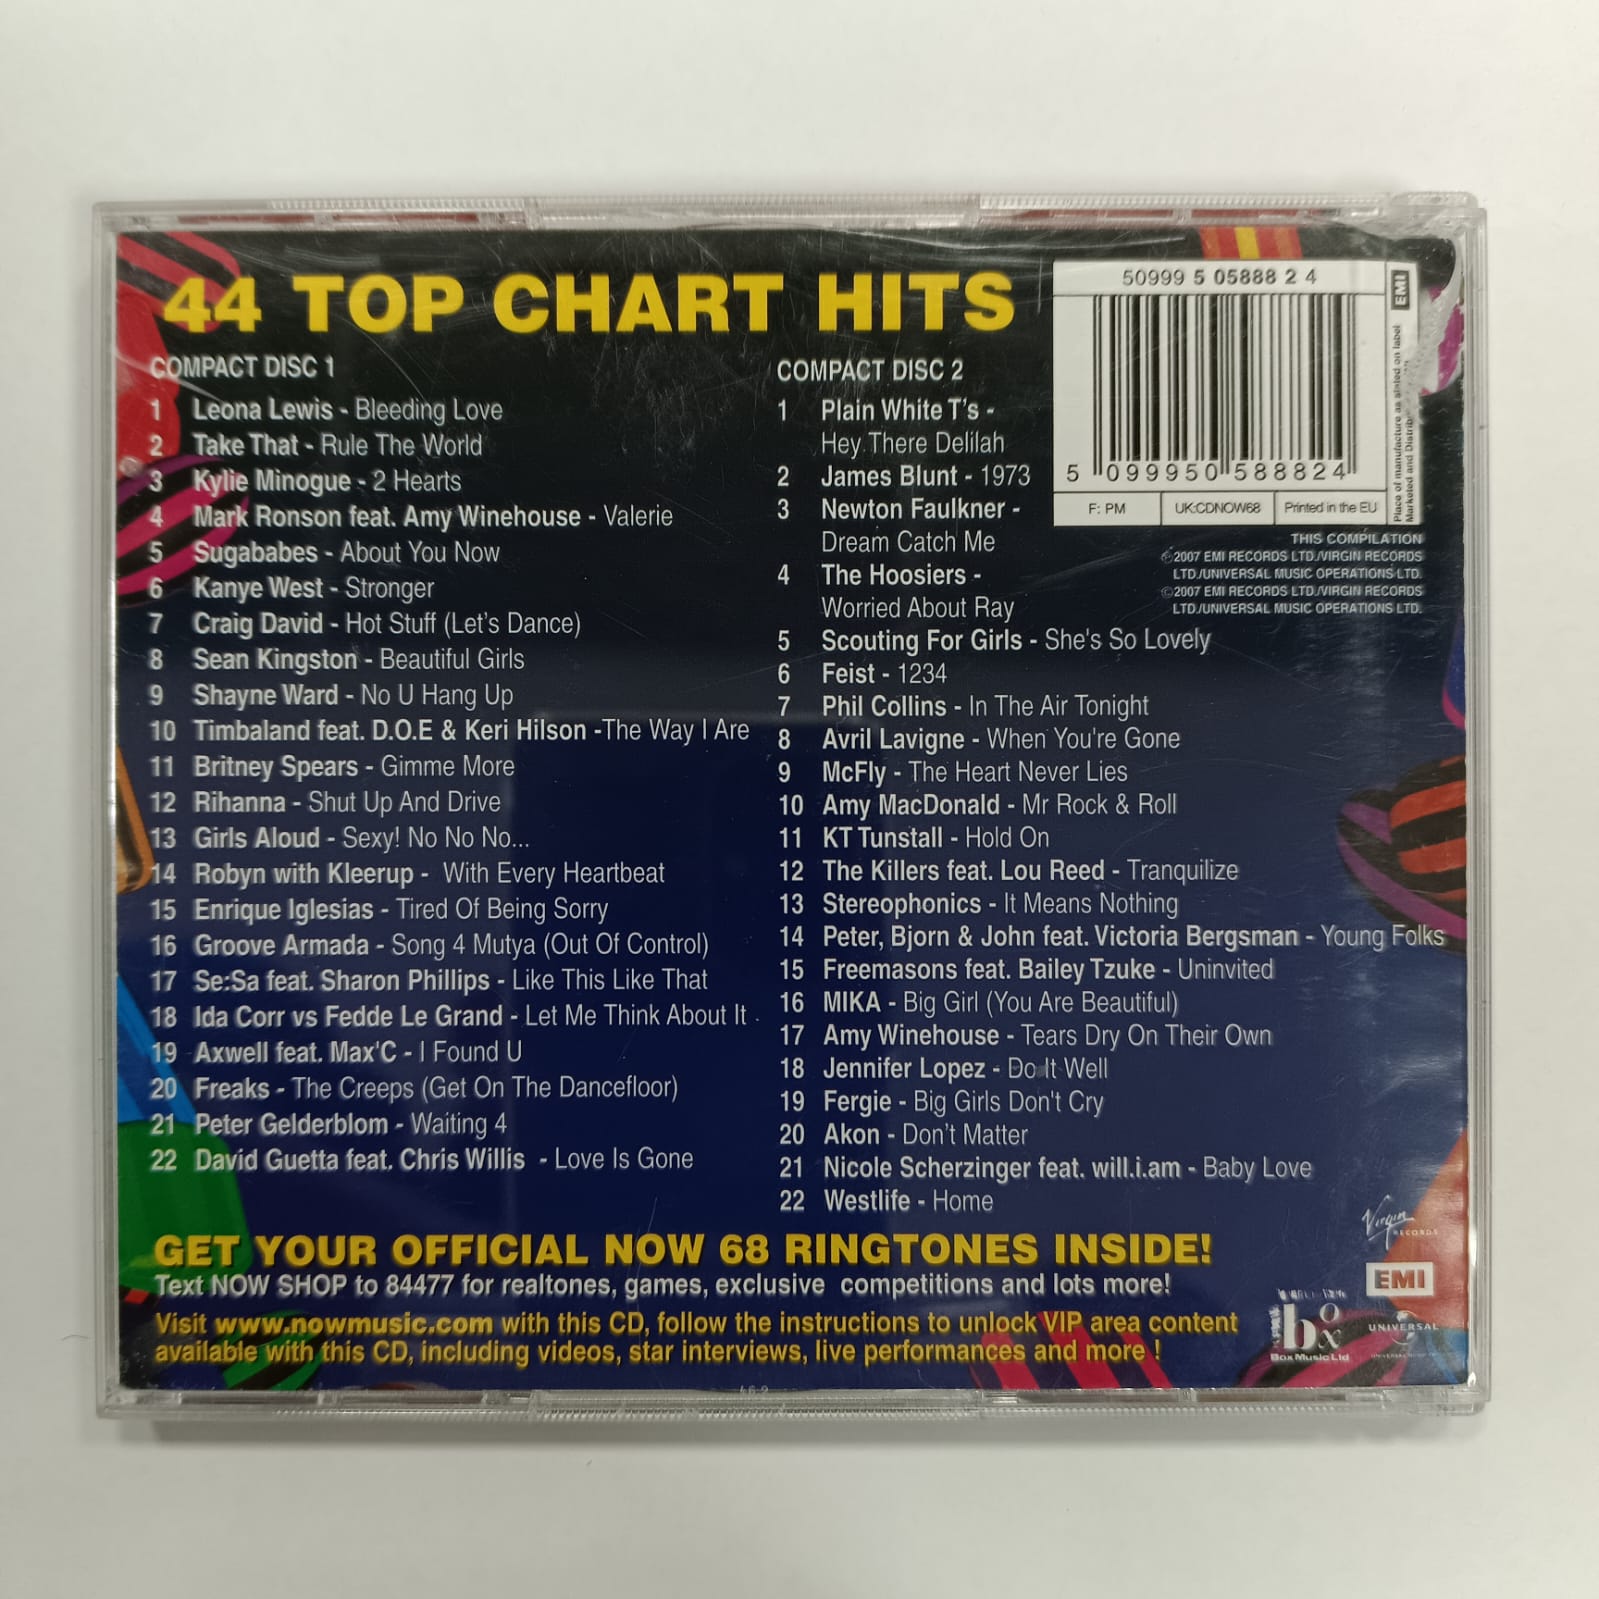 44 TOP CHART HITS
COMPACT DISC 1
1 Leona Lewis - Bleeding Love
2 Take That - Rule The World
3 Kylie Minogue - 2 Hearts
4 Mark Ronson feat. Amy Winehouse - Valerie
5 Sugababes - About You Now
6 Kanye West - Stronger
7 Craig David - Hot Stuff (Let's Dance)
8 Sean Kingston - Beautiful Girls
9 Shayne Ward - No U Hang Up
10 Timbaland feat. D.O.E & Keri Hilson -The Way I Are
11 Britney Spears - Gimme More
12 Rihanna - Shut Up And Drive
13 Girls Aloud - Sexy! No No No...
14 Robyn with Kleerup - With Every Heartbeat
15 Enrique Iglesias - Tired Of Being Sorry
16 Groove Armada - Song 4 Mutya (Out Of Control)
17 Se:Sa feat. Sharon Phillips - Like This Like That
18 Ida Corr vs Fedde Le Grand - Let Me Think About It
19 Axwell feat. Max'C - I Found U
20 Freaks - The Creeps (Get On The Dancefloor)
21 Peter Gelderblom - Waiting 4
22 David Guetta feat. Chris Willis - Love Is Gone
COMPACT DISC 2
1 Plain White T's -
Hey There Delilah
2 James Blunt - 1973
3 Newton Faulkner -
Dream Catch Me
4 The Hoosiers -
Worried About Ray
5 Scouting For Girls - She's So Lovely
6 Feist - 1234
7 Phil Collins - In The Air Tonight
8 Avril Lavigne - When You're Gone
9 McFly - The Heart Never Lies
10 Amy MacDonald - Mr Rock & Roll
11 KT Tunstall - Hold On
12 The Killers feat. Lou Reed - Tranquilize
13 Stereophonics - It Means Nothing
14 Peter, Bjorn & John feat. Victoria Bergsman - Young Folks
15 Freemasons feat. Bailey Tzuke - Uninvited
16 MIKA - Big Girl (You Are Beautiful)
17 Amy Winehouse - Tears Dry On Their Own
18 Jennifer Lopez - Do It Well
19 Fergie - Big Girls Don't Cry
20 Akon - Don't Matter
21 Nicole Scherzinger feat. will.i.am - Baby Love
22 Westlife - Home
50999 5 05888 2 4
5 099950 588824
F: PM
UK:CDNOW68
Printed in the EU
EMI
Place of manufacture as stated on label
Marketed and
THIS COMPILATION
℗2007 EMI RECORDS LTD./VIRGIN RECORDS
LTD./UNIVERSAL MUSIC OPERATIONS LTD.
©2007 EMI RECORDS LTD./VIRGIN RECORDS
LTD./UNIVERSAL MUSIC OPERATIONS LTD.
GET YOUR OFFICIAL NOW 68 RINGTONES INSIDE!
Text NOW SHOP to 84477 for realtones, games, exclusive competitions and lots more!
Visit www.nowmusic.com with this CD, follow the instructions to unlock VIP area content
available with this CD, including videos, star interviews, live performances and more !
Virgin
RECORDS
EMI
box
Box Music Ltd
UNIVERSAL